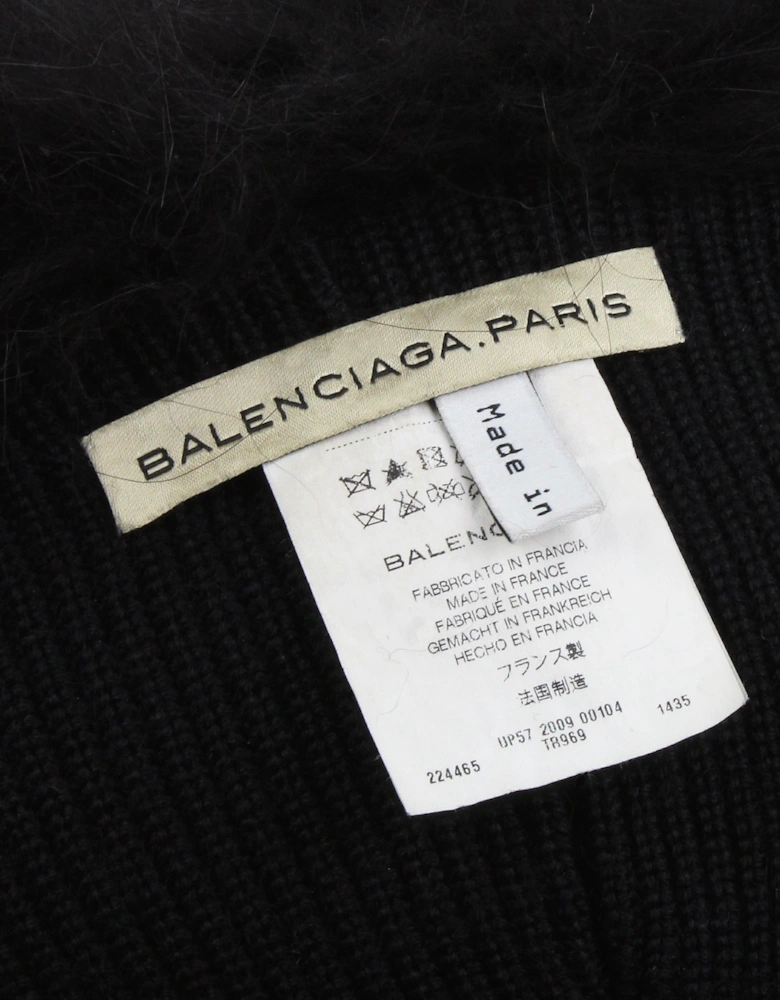 BALENCIAGA.PARIS
Made in
BALENC
FABBRICATO IN FRANCIA
MADE IN FRANCE
FABRIQUÉ EN FRANCE
GEMACHT IN FRANKREICH
HECHO EN FRANCIA
フランス製
法国制造
224465 UP57 2009 00104 1435
TR969